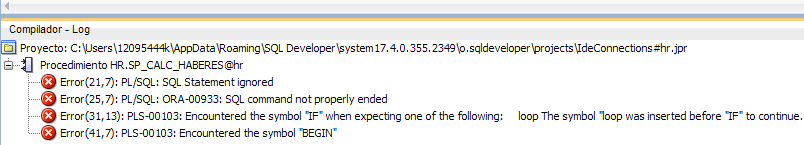 Compilador - Log
Proyecto: C:\Users\12095444k\AppData\Roaming\SQL Developer\system17.4.0.355.2349\o.sqldeveloper\projects\IdeConnections#hr.jpr
Procedimiento HR.SP_CALC_HABERES@hr
Error(21,7): PL/SQL: SQL Statement ignored
Error(25,7): PL/SQL: ORA-00933: SQL command not properly ended
Error(31,13): PLS-00103: Encountered the symbol "IF" when expecting one of the following:    loop The symbol "loop was inserted before "IF" to continue.
Error(41,7): PLS-00103: Encountered the symbol "BEGIN"